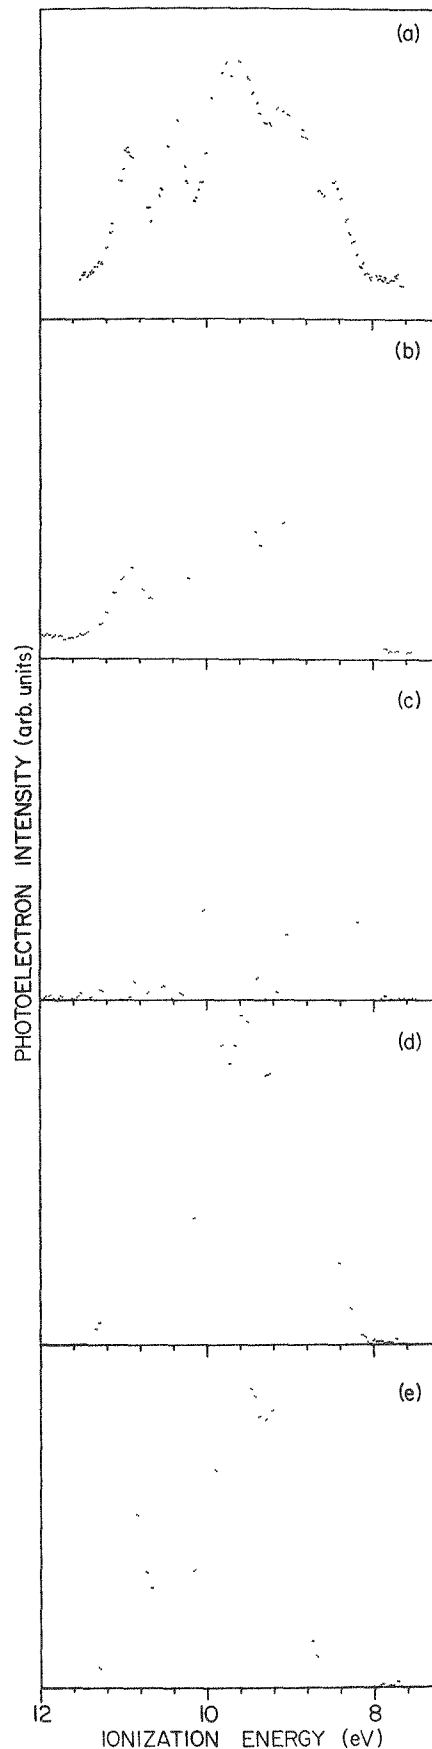 (a)
(b)
(c)
(d)
(e)
PHOTOELECTRON INTENSITY (arb. units)
12 10 8
IONIZATION ENERGY (eV)